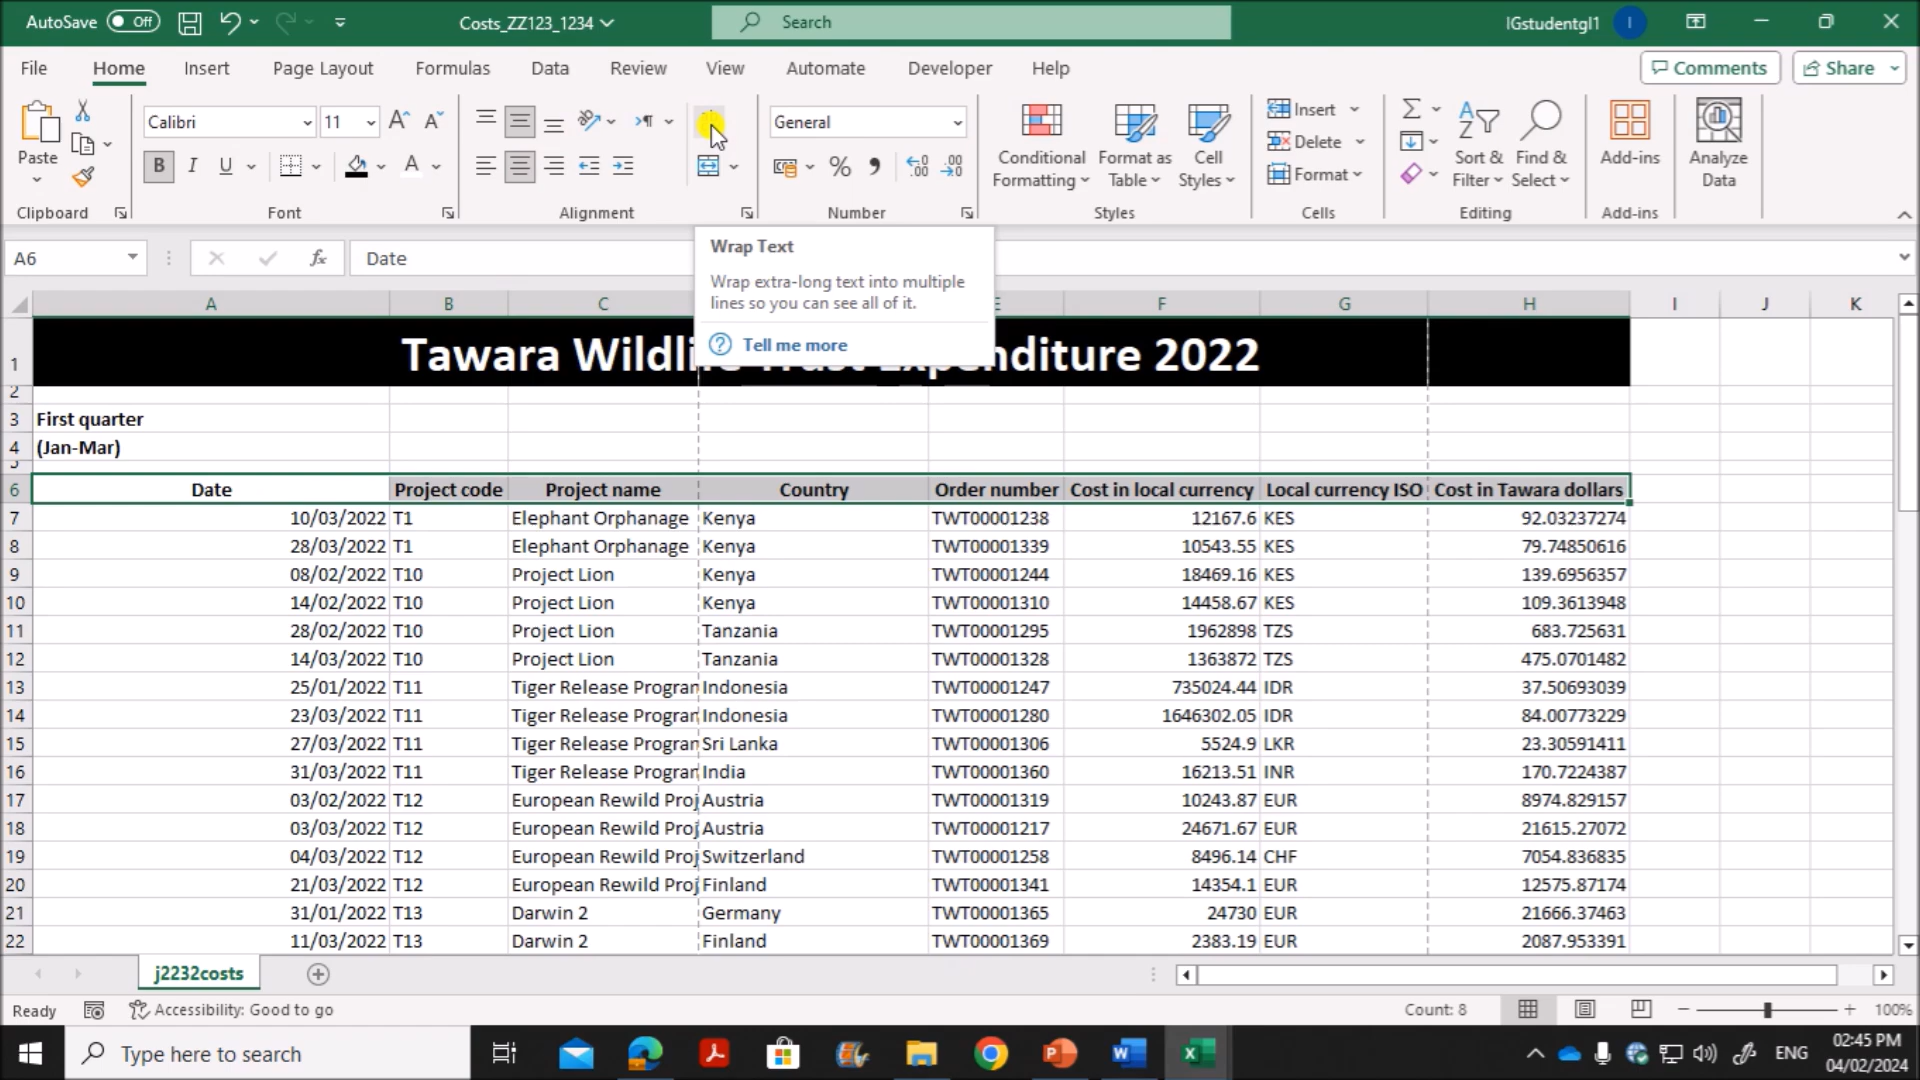 AutoSave Off Costs_ZZ123_1234 Search IGstudentgl1 I
File Home Insert Page Layout Formulas Data Review View Automate Developer Help Comments Share
Calibri 11 General
Insert
Delete
Format
Paste
B I U A
Conditional Formatting
Format as Table
Cell Styles
Sort & Filter
Find & Select
Add-ins
Analyze Data
Clipboard Font Alignment Number Styles Cells Editing Add-ins
A6 fx Date
Wrap Text
Wrap extra-long text into multiple
lines so you can see all of it.
Tell me more
A B C E F G H I J K
1 Tawara Wildlife Trust Expenditure 2022
2
3 First quarter
4 (Jan-Mar)
5
6 Date Project code Project name Country Order number Cost in local currency Local currency ISO Cost in Tawara dollars
7 10/03/2022 T1 Elephant Orphanage Kenya TWT00001238 12167.6 KES 92.03237274
8 28/03/2022 T1 Elephant Orphanage Kenya TWT00001339 10543.55 KES 79.74850616
9 08/02/2022 T10 Project Lion Kenya TWT00001244 18469.16 KES 139.6956357
10 14/02/2022 T10 Project Lion Kenya TWT00001310 14458.67 KES 109.3613948
11 28/02/2022 T10 Project Lion Tanzania TWT00001295 1962898 TZS 683.725631
12 14/03/2022 T10 Project Lion Tanzania TWT00001328 1363872 TZS 475.0701482
13 25/01/2022 T11 Tiger Release Program Indonesia TWT00001247 735024.44 IDR 37.50693039
14 23/03/2022 T11 Tiger Release Program Indonesia TWT00001280 1646302.05 IDR 84.00773229
15 27/03/2022 T11 Tiger Release Program Sri Lanka TWT00001306 5524.9 LKR 23.30591411
16 31/03/2022 T11 Tiger Release Program India TWT00001360 16213.51 INR 170.7224387
17 03/02/2022 T12 European Rewild Proj Austria TWT00001319 10243.87 EUR 8974.829157
18 03/03/2022 T12 European Rewild Proj Austria TWT00001217 24671.67 EUR 21615.27072
19 04/03/2022 T12 European Rewild Proj Switzerland TWT00001258 8496.14 CHF 7054.836835
20 21/03/2022 T12 European Rewild Proj Finland TWT00001341 14354.1 EUR 12575.87174
21 31/01/2022 T13 Darwin 2 Germany TWT00001365 24730 EUR 21666.37463
22 11/03/2022 T13 Darwin 2 Finland TWT00001369 2383.19 EUR 2087.953391
j2232costs
Ready Accessibility: Good to go Count: 8 100%
Type here to search ENG 02:45 PM
04/02/2024